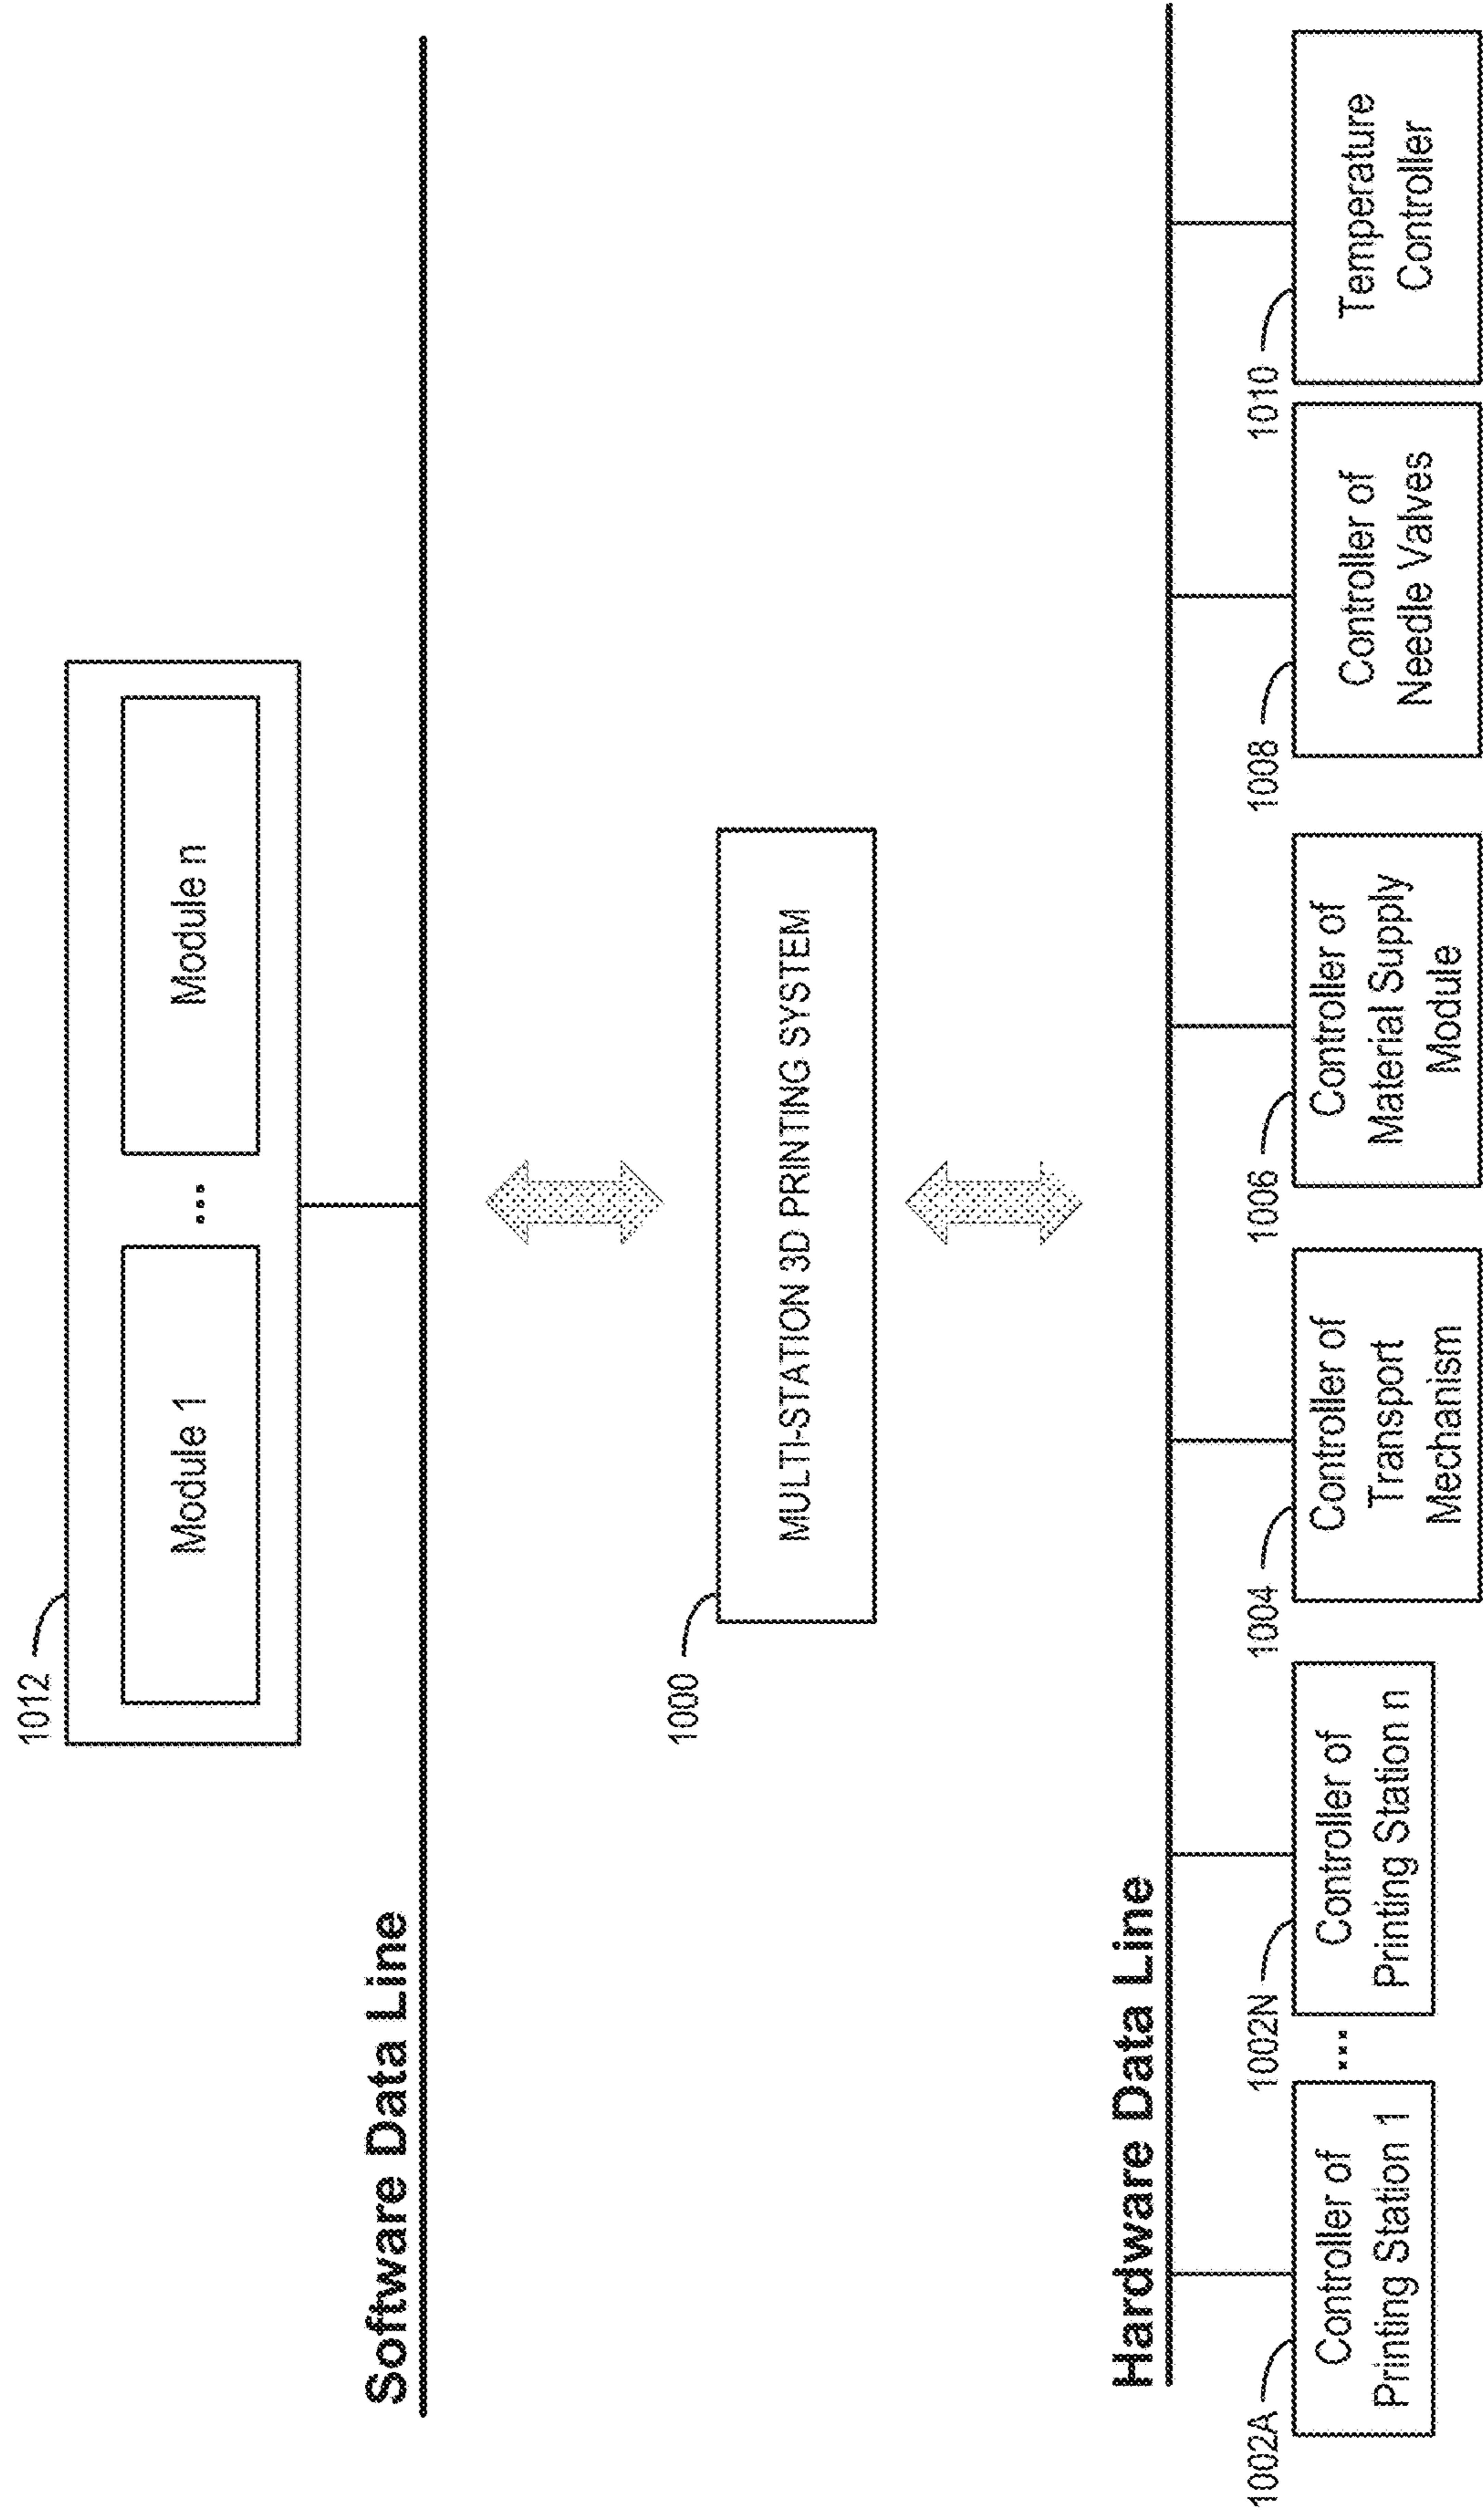 1012
Module 1
...
Module n
Software Data Line
1000
MULTI-STATION 3D PRINTING SYSTEM
Hardware Data Line
1002A
Controller of
Printing Station 1
...
1002N
Controller of
Printing Station n
1004
Controller of
Transport
Mechanism
1006
Controller of
Material Supply
Module
1008
Controller of
Needle Valves
1010
Temperature
Controller